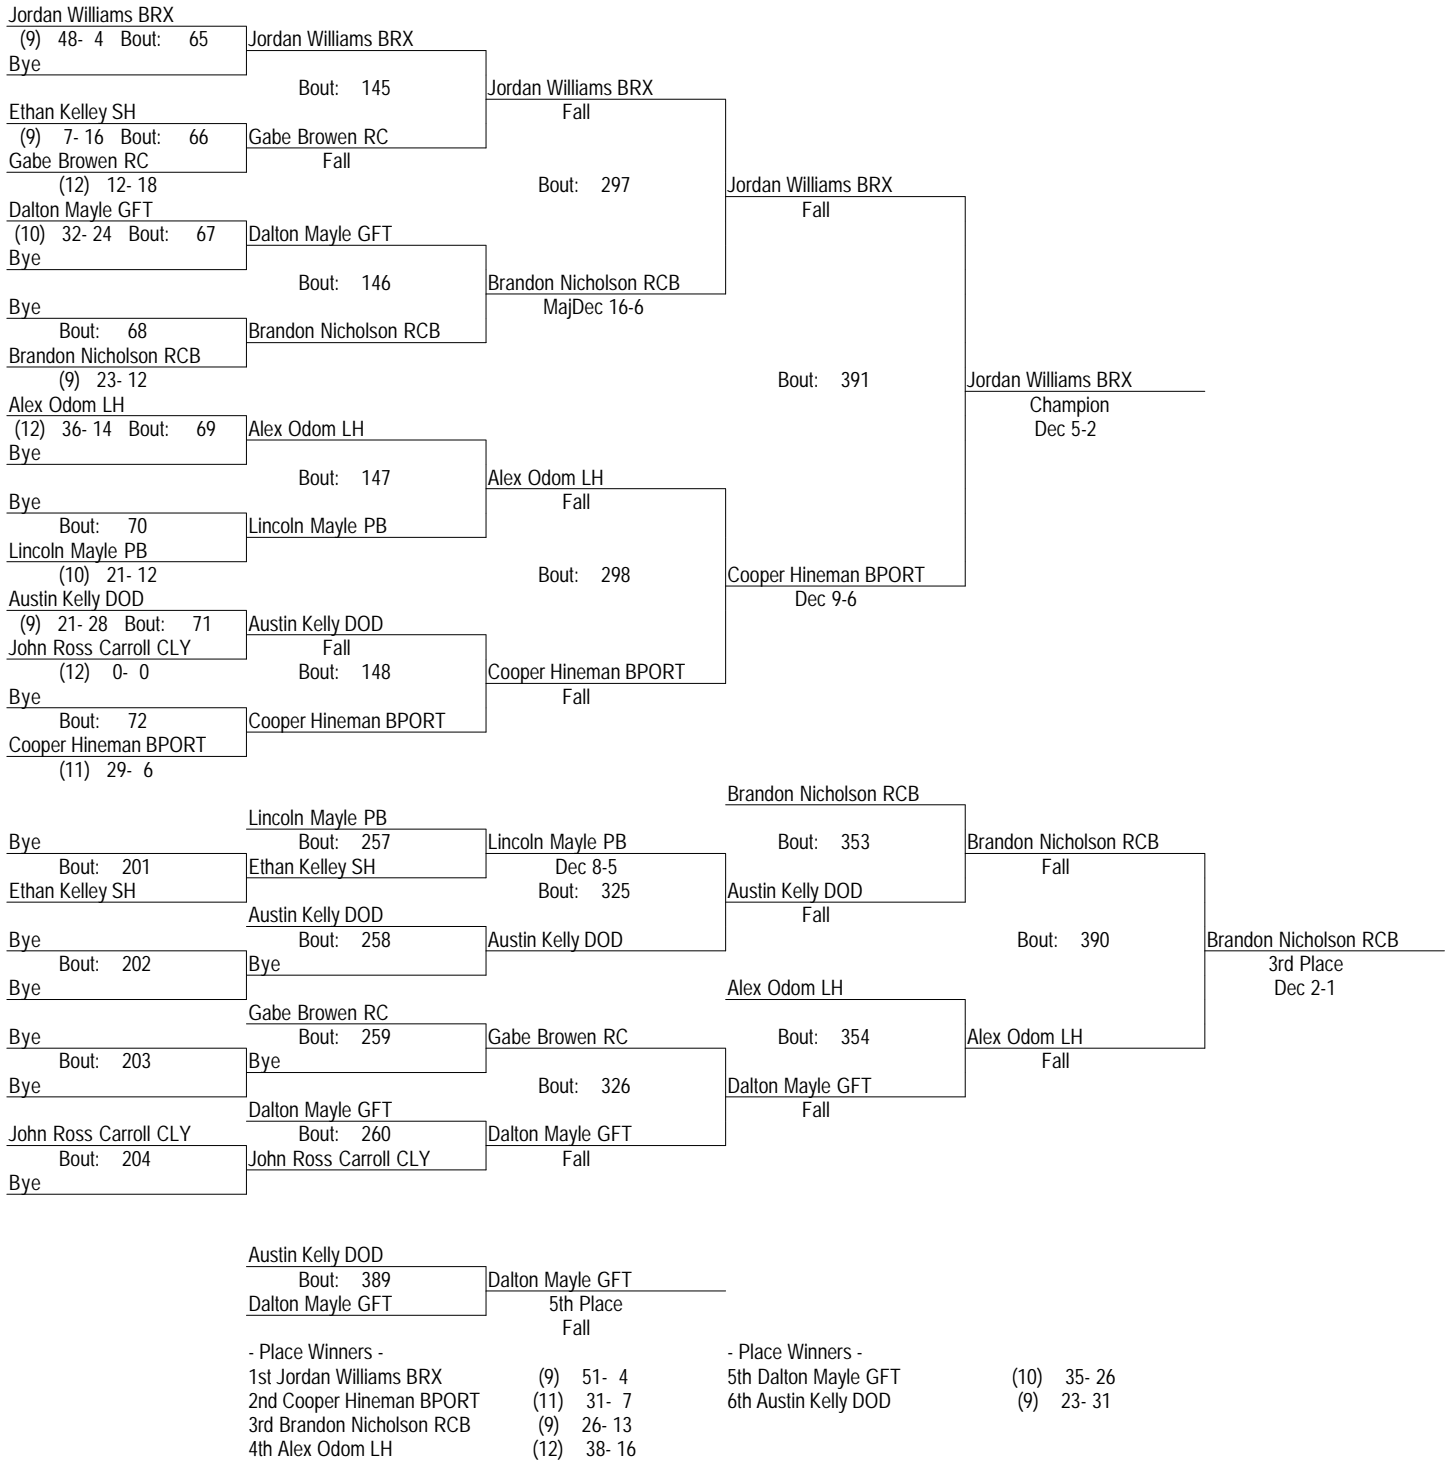 Jordan Williams BRX
(9) 48- 4 Bout: 65 Jordan Williams BRX
Bye
Bout: 145 Jordan Williams BRX
Ethan Kelley SH Fall
(9) 7- 16 Bout: 66 Gabe Browen RC
Gabe Browen RC Fall
(12) 12- 18 Bout: 297 Jordan Williams BRX
Dalton Mayle GFT Fall
(10) 32- 24 Bout: 67 Dalton Mayle GFT
Bye
Bout: 146 Brandon Nicholson RCB
Bye MajDec 16-6
Bout: 68 Brandon Nicholson RCB
Brandon Nicholson RCB
(9) 23- 12 Bout: 391 Jordan Williams BRX
Alex Odom LH Champion
(12) 36- 14 Bout: 69 Alex Odom LH Dec 5-2
Bye
Bout: 147 Alex Odom LH
Bye Fall
Bout: 70 Lincoln Mayle PB
Lincoln Mayle PB
(10) 21- 12 Bout: 298 Cooper Hineman BPORT
Austin Kelly DOD Dec 9-6
(9) 21- 28 Bout: 71 Austin Kelly DOD
John Ross Carroll CLY Fall
(12) 0- 0 Bout: 148 Cooper Hineman BPORT
Bye Fall
Bout: 72 Cooper Hineman BPORT
Cooper Hineman BPORT
(11) 29- 6
Brandon Nicholson RCB
Lincoln Mayle PB
Bye Bout: 257 Lincoln Mayle PB Bout: 353 Brandon Nicholson RCB
Bout: 201 Ethan Kelley SH Dec 8-5 Fall
Ethan Kelley SH Bout: 325 Austin Kelly DOD
Austin Kelly DOD Fall
Bye Bout: 258 Austin Kelly DOD Bout: 390 Brandon Nicholson RCB
Bout: 202 Bye 3rd Place
Bye Alex Odom LH Dec 2-1
Gabe Browen RC
Bye Bout: 259 Gabe Browen RC Bout: 354 Alex Odom LH
Bout: 203 Bye Fall
Bye Bout: 326 Dalton Mayle GFT
Dalton Mayle GFT Fall
John Ross Carroll CLY Bout: 260 Dalton Mayle GFT
Bout: 204 John Ross Carroll CLY Fall
Bye
Austin Kelly DOD
Bout: 389 Dalton Mayle GFT
Dalton Mayle GFT 5th Place
Fall
- Place Winners - - Place Winners -
1st Jordan Williams BRX (9) 51- 4 5th Dalton Mayle GFT (10) 35- 26
2nd Cooper Hineman BPORT (11) 31- 7 6th Austin Kelly DOD (9) 23- 31
3rd Brandon Nicholson RCB (9) 26- 13
4th Alex Odom LH (12) 38- 16